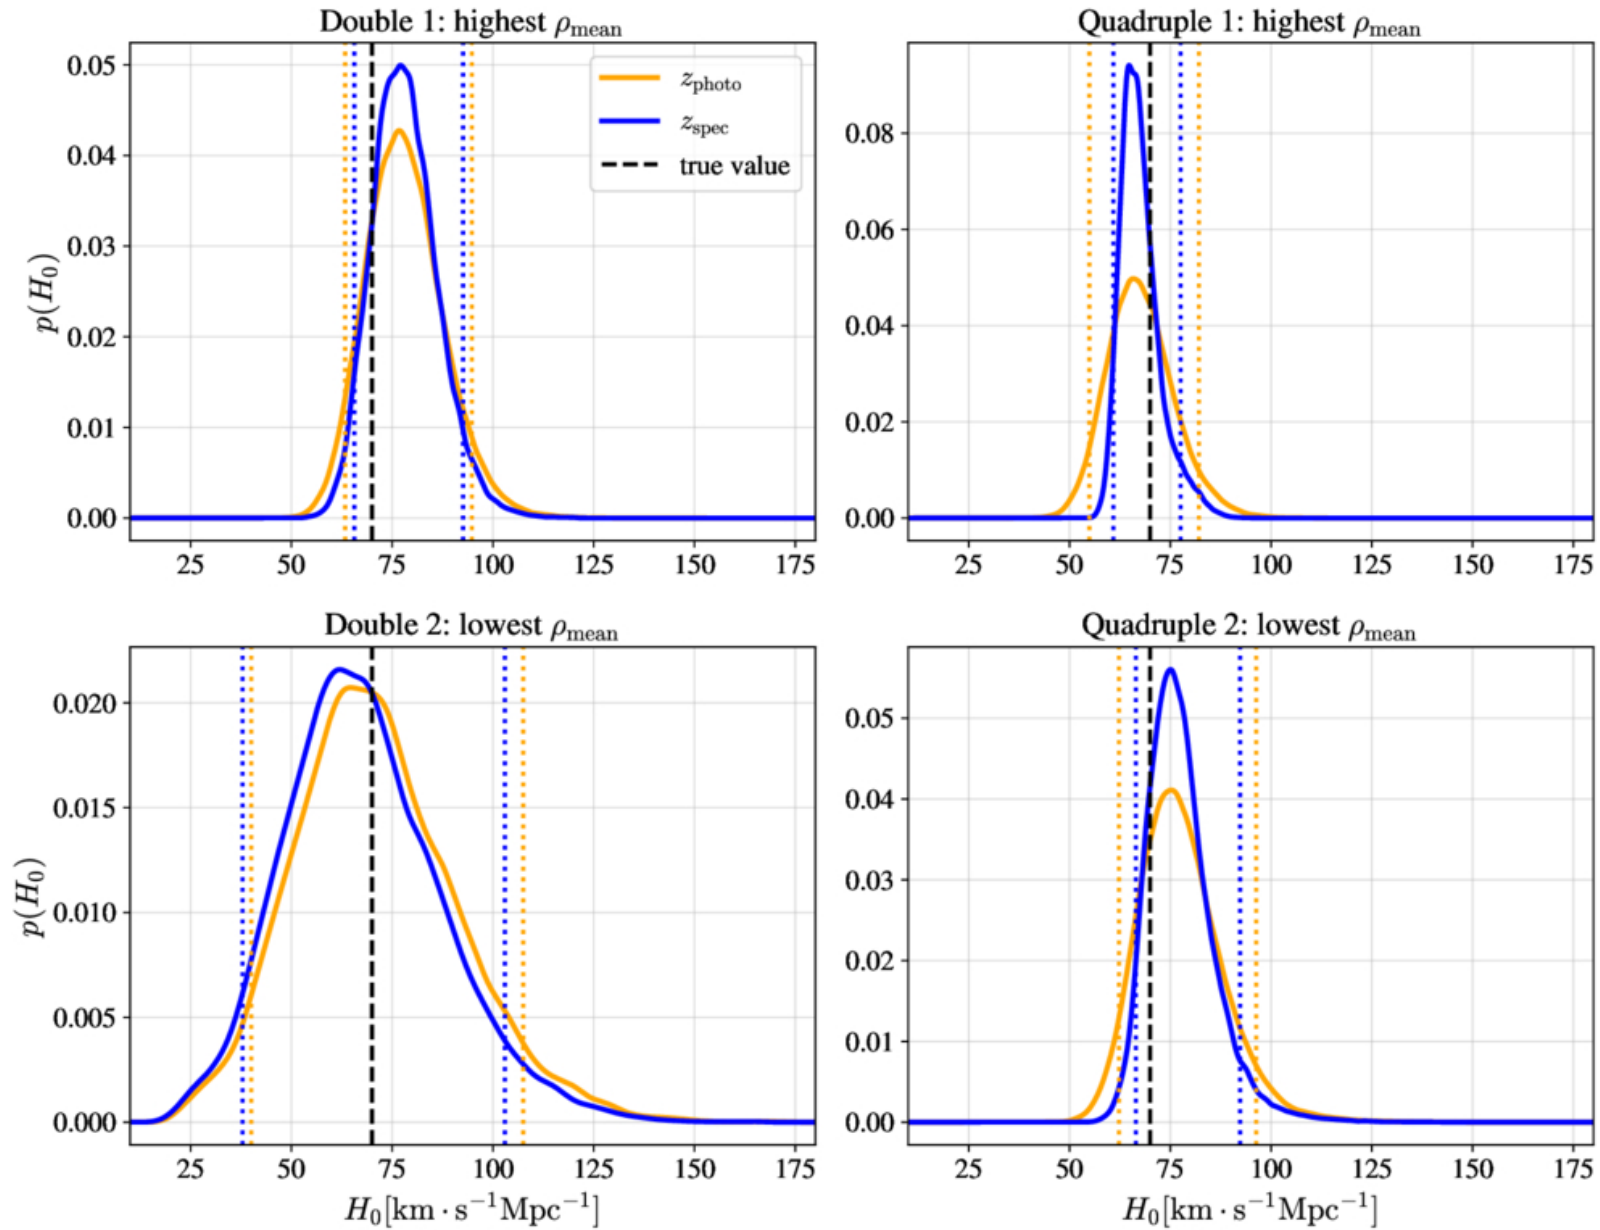 Double 1: highest ρmean
z_photo
z_spec
true value
p(H₀)
0.05
0.04
0.03
0.02
0.01
0.00
25 50 75 100 125 150 175
Quadruple 1: highest ρmean
0.08
0.06
0.04
0.02
0.00
25 50 75 100 125 150 175
Double 2: lowest ρmean
p(H₀)
0.020
0.015
0.010
0.005
0.000
25 50 75 100 125 150 175
H₀[km · s⁻¹Mpc⁻¹]
Quadruple 2: lowest ρmean
0.05
0.04
0.03
0.02
0.01
0.00
25 50 75 100 125 150 175
H₀[km · s⁻¹Mpc⁻¹]